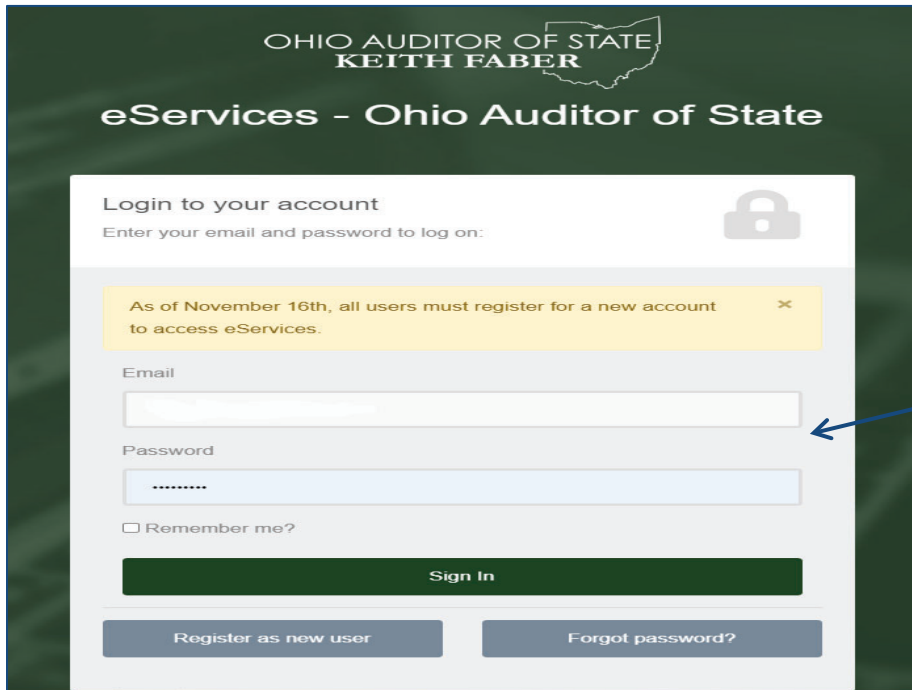 OHIO AUDITOR OF STATE
KEITH FABER
eServices - Ohio Auditor of State
Login to your account
Enter your email and password to log on:
As of November 16th, all users must register for a new account ×
to access eServices.
Email
Password
•••••••••
Remember me?
Sign In
Register as new user Forgot password?